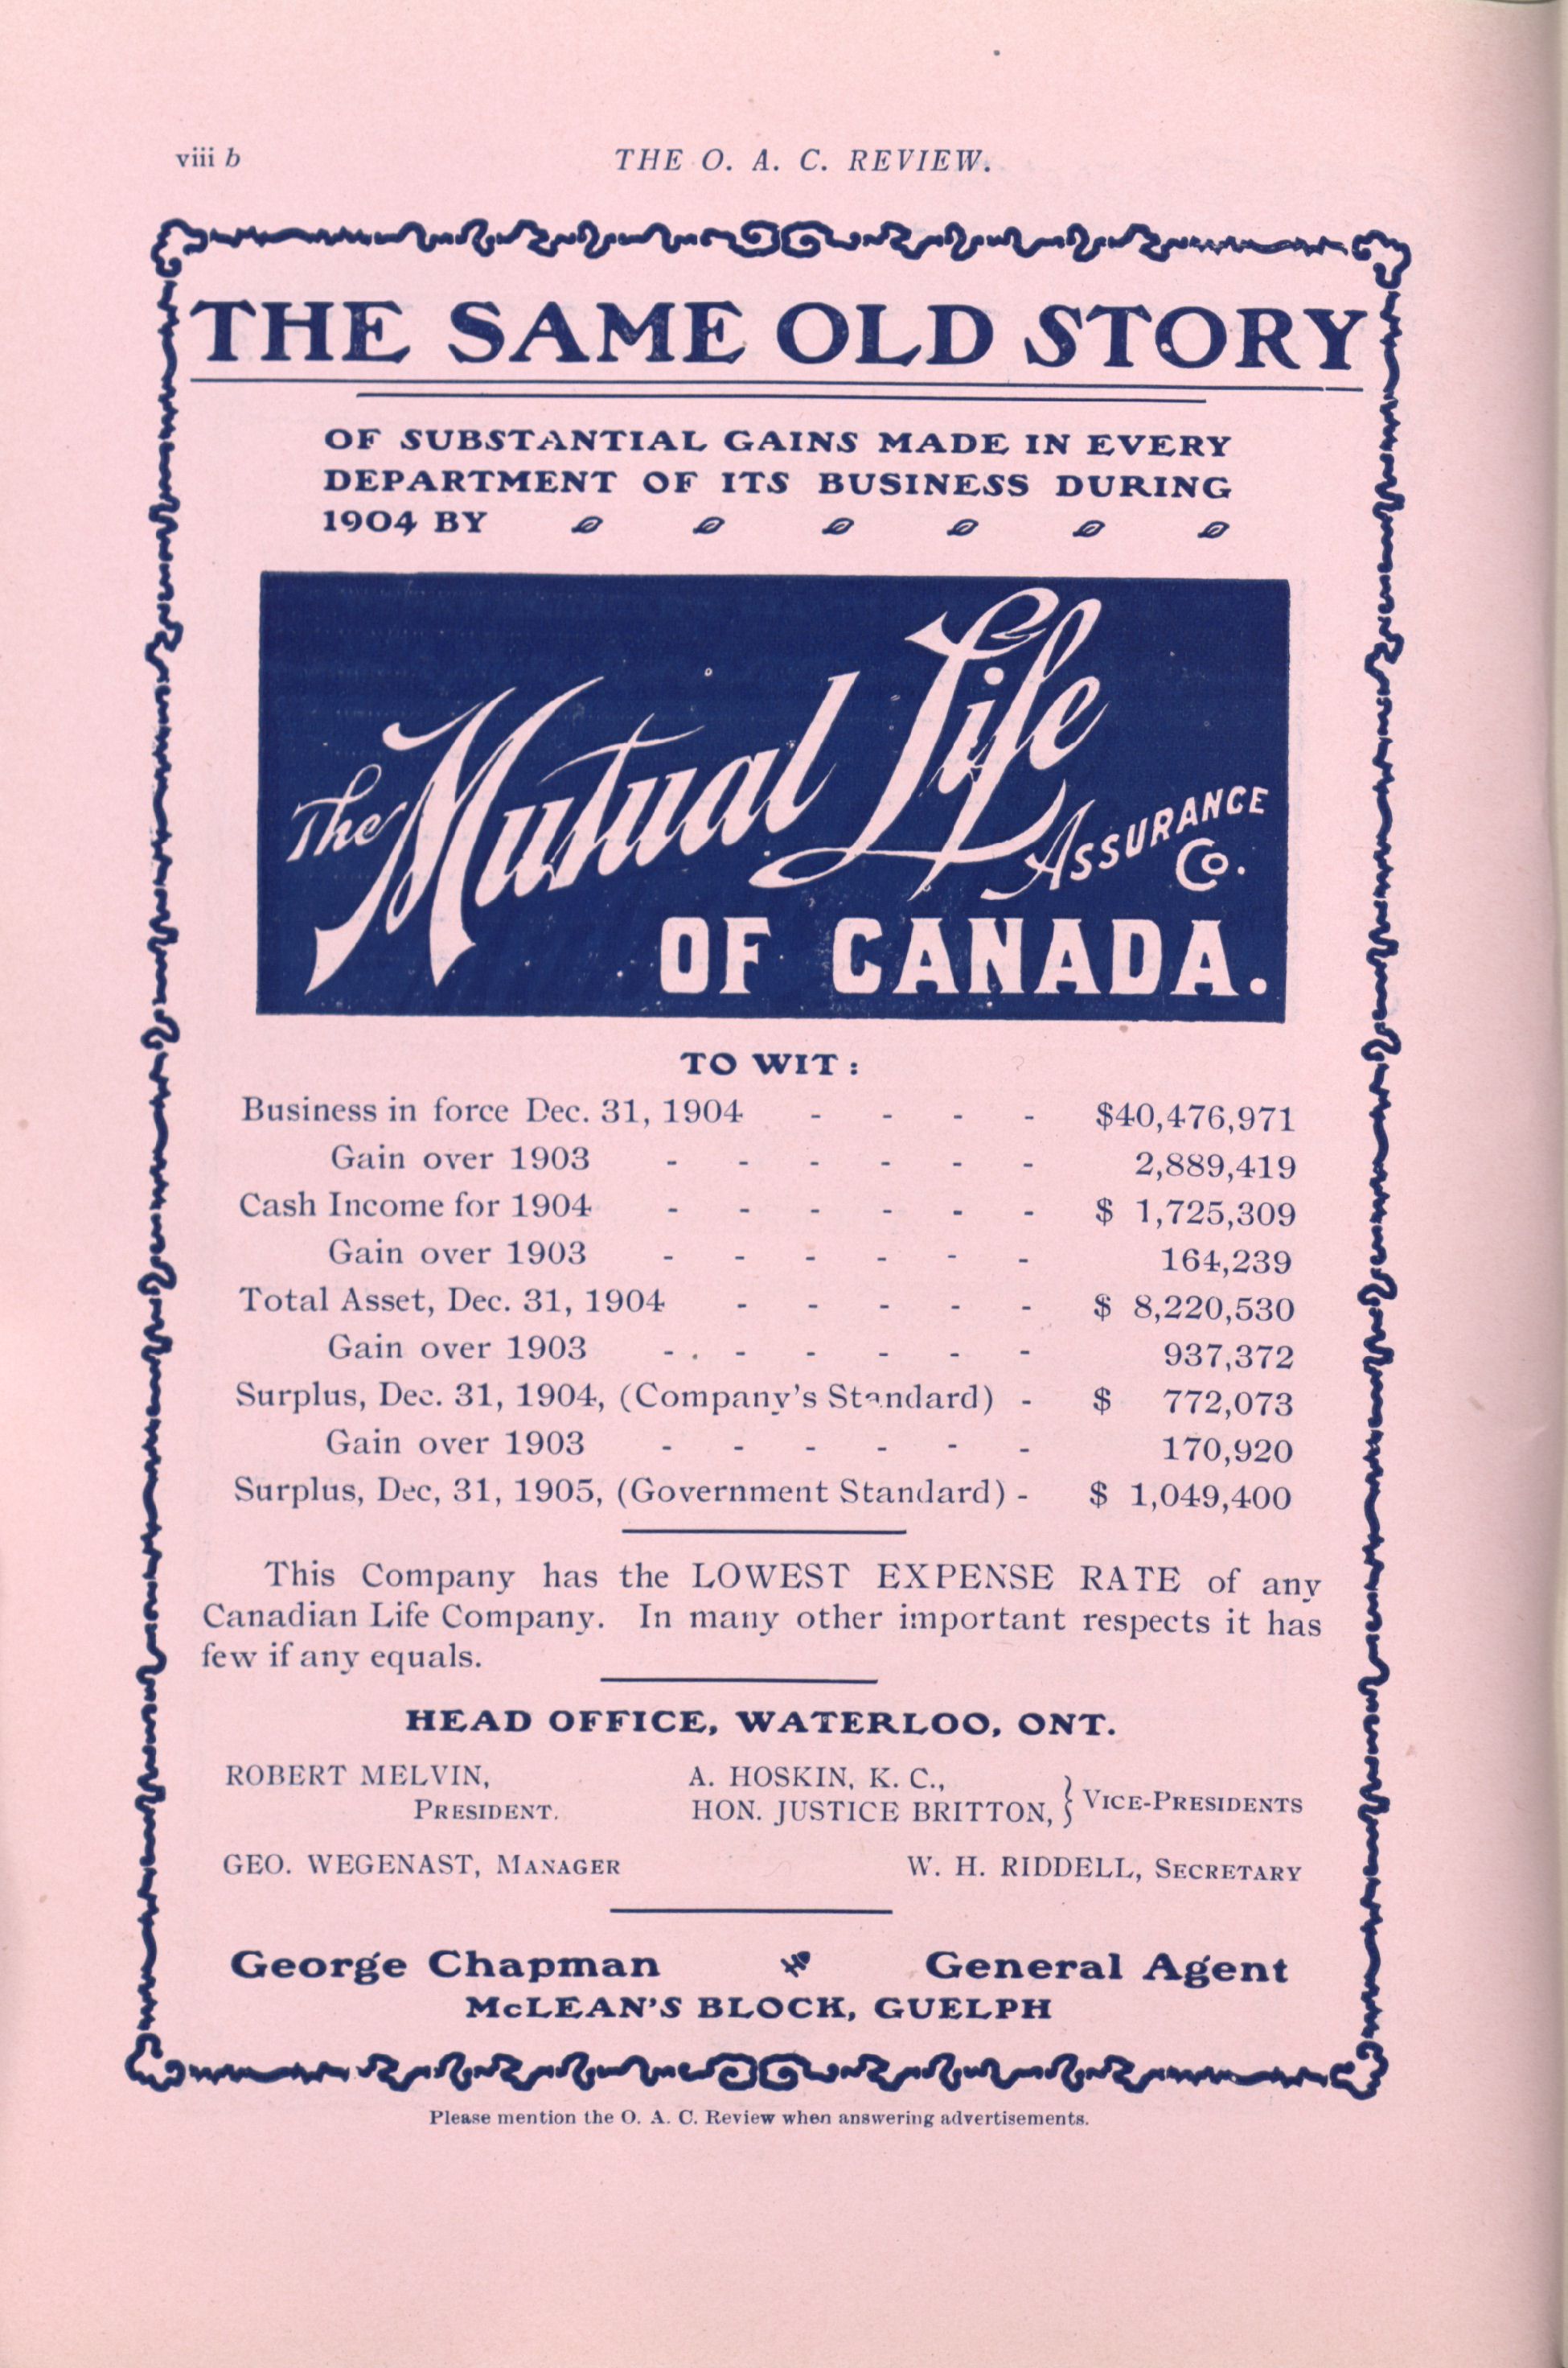 viii b THE O. A. C. REVIEW.
THE SAME OLD STORY
OF SUBSTANTIAL GAINS MADE IN EVERY
DEPARTMENT OF ITS BUSINESS DURING
1904 BY
The Mutual Life Assurance Co.
OF CANADA.
TO WIT :
Business in force Dec. 31, 1904 - - - - $40,476,971
Gain over 1903 - - - - - - 2,889,419
Cash Income for 1904 - - - - - - $ 1,725,309
Gain over 1903 - - - - - - 164,239
Total Asset, Dec. 31, 1904 - - - - - $ 8,220,530
Gain over 1903 - . - - - - - 937,372
Surplus, Dec. 31, 1904, (Company's Standard) - $ 772,073
Gain over 1903 - - - - - - 170,920
Surplus, Dec, 31, 1905, (Government Standard) - $ 1,049,400
This Company has the LOWEST EXPENSE RATE of any
Canadian Life Company. In many other important respects it has
few if any equals.
HEAD OFFICE, WATERLOO, ONT.
ROBERT MELVIN, A. HOSKIN, K. C.,
PRESIDENT. HON. JUSTICE BRITTON, } VICE-PRESIDENTS
GEO. WEGENAST, MANAGER W. H. RIDDELL, SECRETARY
George Chapman General Agent
McLEAN'S BLOCK, GUELPH
Please mention the O. A. C. Review when answering advertisements.